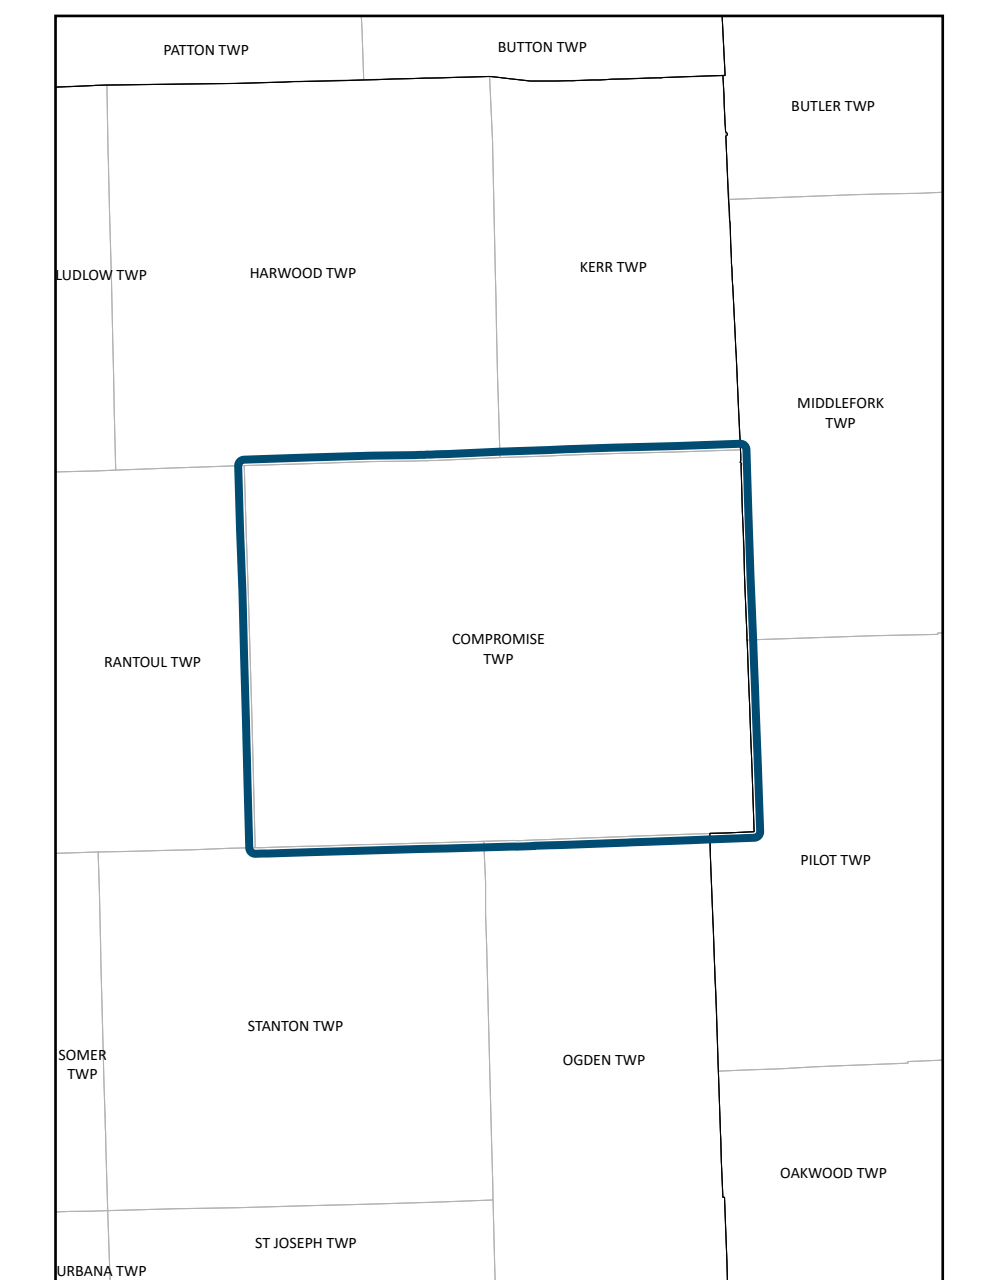 PATTON TWP
BUTTON TWP
BUTLER TWP
LUDLOW TWP
HARWOOD TWP
KERR TWP
MIDDLEFORK
TWP
COMPROMISE
TWP
RANTOUL TWP
PILOT TWP
STANTON TWP
SOMER
TWP
OGDEN TWP
OAKWOOD TWP
ST JOSEPH TWP
URBANA TWP